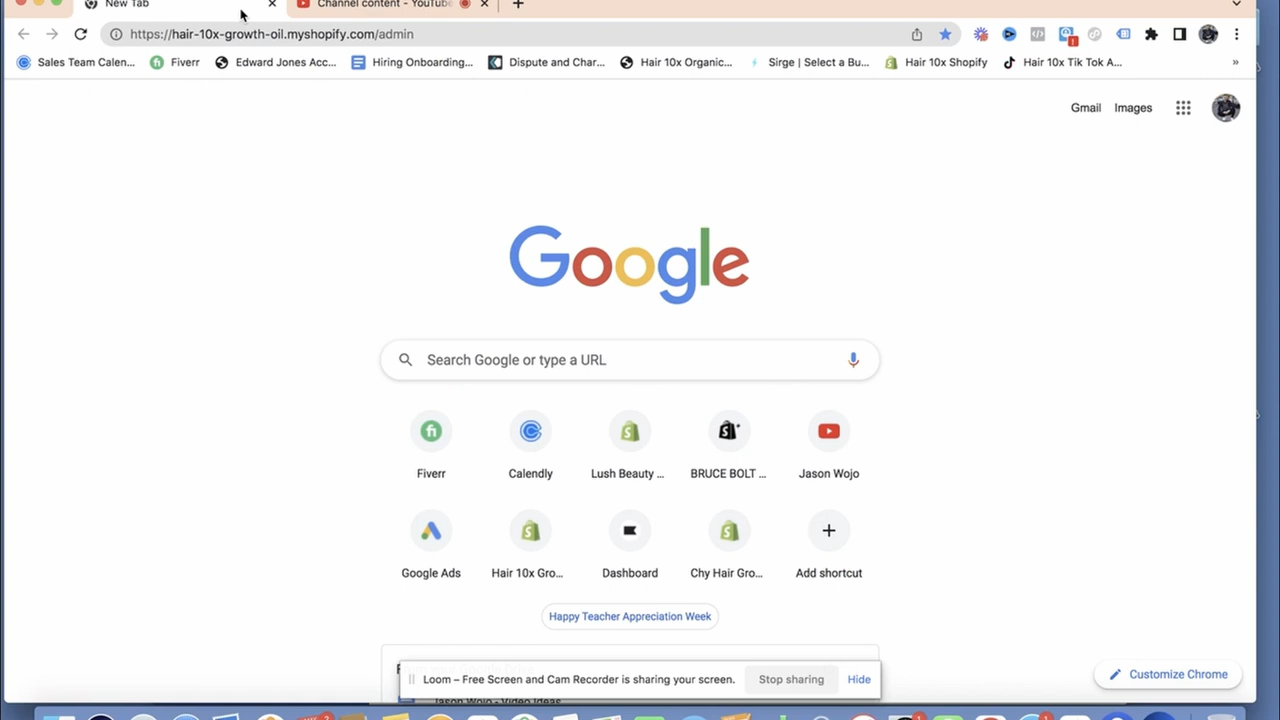 New Tab
Channel content - YouTube
https://hair-10x-growth-oil.myshopify.com/admin
Sales Team Calen...
Fiverr
Edward Jones Acc...
Hiring Onboarding...
Dispute and Char...
Hair 10x Organic...
Sirge | Select a Bu...
Hair 10x Shopify
Hair 10x Tik Tok A...
»
Gmail
Images
Google
Search Google or type a URL
Fiverr
Calendly
Lush Beauty ...
BRUCE BOLT ...
Jason Wojo
Google Ads
Hair 10x Gro...
Dashboard
Chy Hair Gro...
Add shortcut
Happy Teacher Appreciation Week
Loom – Free Screen and Cam Recorder is sharing your screen.
Stop sharing
Hide
Jason Wojo - Video Ideas
Customize Chrome